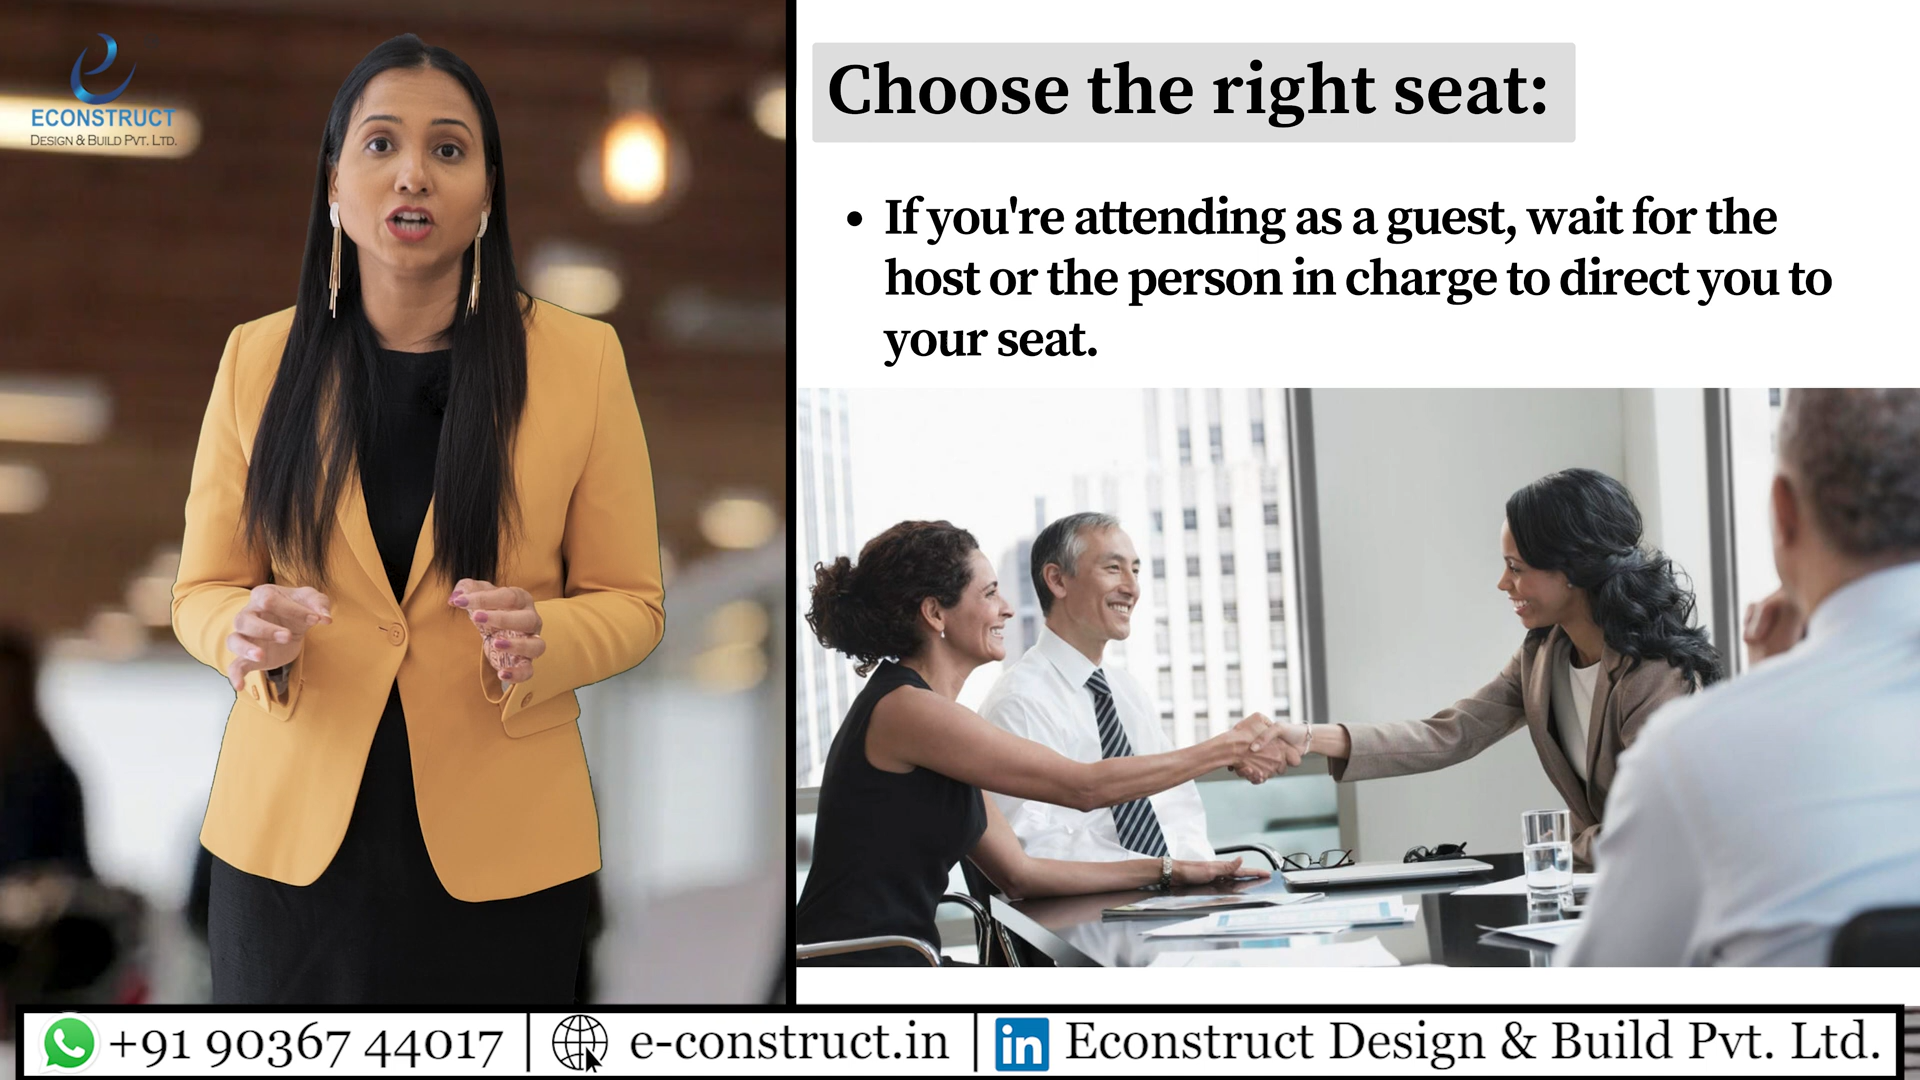 ECONSTRUCT
DESIGN & BUILD PVT. LTD.
Choose the right seat:
• If you're attending as a guest, wait for the
host or the person in charge to direct you to
your seat.
+91 90367 44017 | e-construct.in | in Econstruct Design & Build Pvt. Ltd.